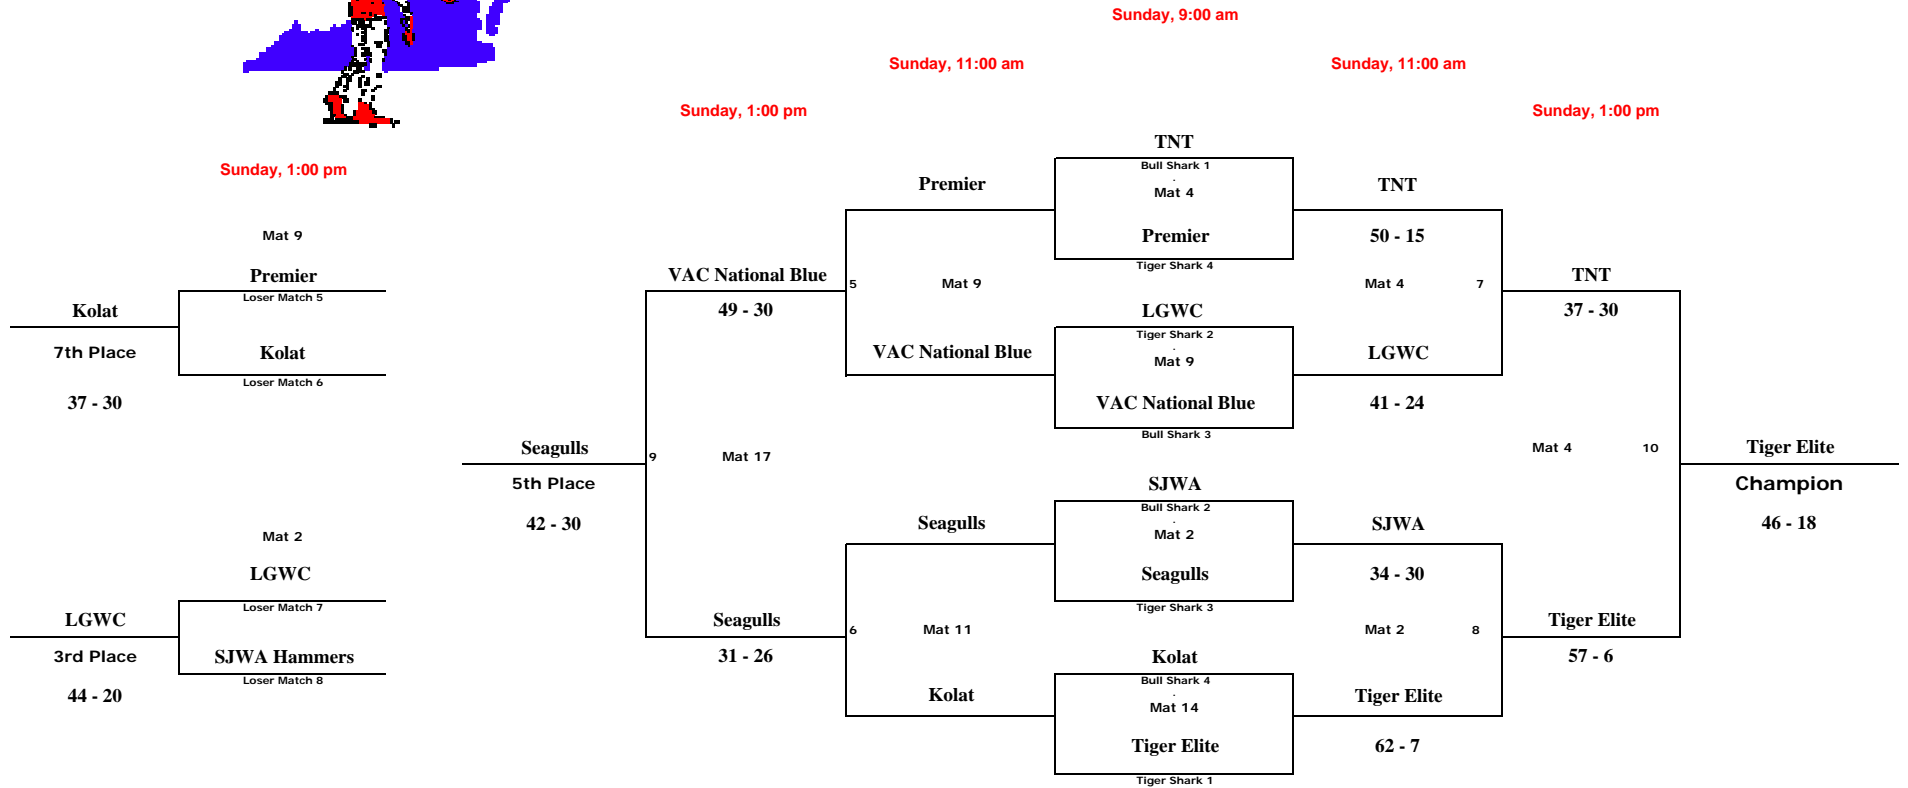 Sunday, 9:00 am
Sunday, 11:00 am
Sunday, 11:00 am
Sunday, 1:00 pm
Sunday, 1:00 pm
Sunday, 1:00 pm
Mat 9
Premier
Loser Match 5
Kolat
7th Place
Kolat
Loser Match 6
37 - 30
Mat 2
LGWC
Loser Match 7
LGWC
3rd Place
SJWA Hammers
Loser Match 8
44 - 20
Seagulls
5th Place
42 - 30
VAC National Blue
49 - 30
9
Mat 17
Seagulls
31 - 26
Premier
5
Mat 9
VAC National Blue
Seagulls
6
Mat 11
Kolat
TNT
Bull Shark 1
Mat 4
Premier
Tiger Shark 4
LGWC
Tiger Shark 2
Mat 9
VAC National Blue
Bull Shark 3
SJWA
Bull Shark 2
Mat 2
Seagulls
Tiger Shark 3
Kolat
Bull Shark 4
Mat 14
Tiger Elite
Tiger Shark 1
TNT
50 - 15
Mat 4
7
LGWC
41 - 24
SJWA
34 - 30
Mat 2
8
Tiger Elite
62 - 7
TNT
37 - 30
Mat 4
10
Tiger Elite
57 - 6
Tiger Elite
Champion
46 - 18